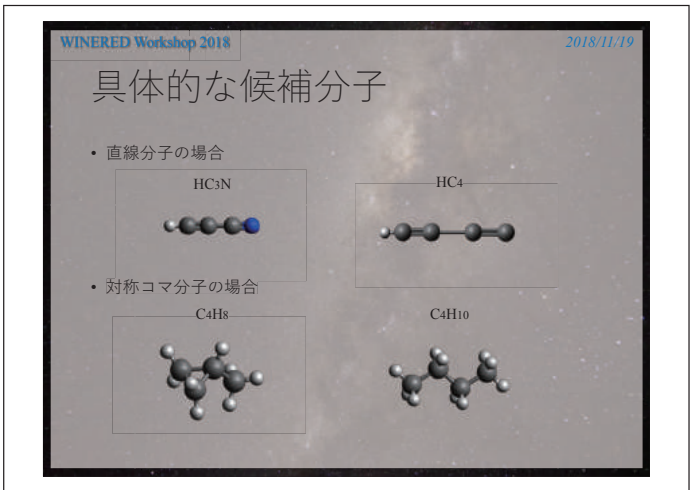 WINERED Workshop 2018
2018/11/19
具体的な候補分子
• 直線分子の場合
HC3N
HC4
• 対称コマ分子の場合
C4H8
C4H10